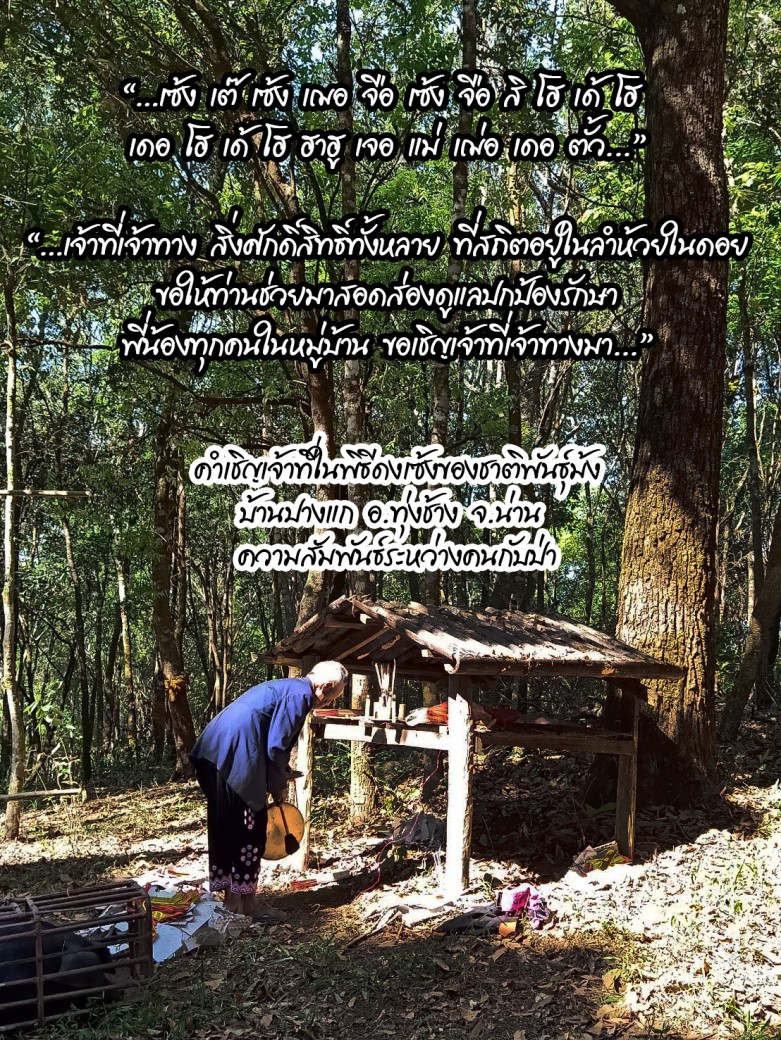 “...เซ้ง เต๊ เซ้ง เฌอ จือ เซ้ง จือ สิ โฮ เด้ โฮ
เดอ โฮ เด้ โฮ ฮาฮู เจอ แม่ เฌ่อ เดอ ตั้ว...”
“...เจ้าที่เจ้าทาง สิ่งศักดิ์สิทธิ์ทั้งหลาย ที่สถิตอยู่ในลำห้วยในดอย
ขอให้ท่านช่วยมาสอดส่องดูแลปกป้องรักษา
พี่น้องทุกคนในหมู่บ้าน ขอเชิญเจ้าที่เจ้าทางมา...”
คำเชิญเจ้าที่ในพิธีดงเซ้งของชาติพันธุ์ม้ง
บ้านปางแก อ.ทุ่งช้าง จ.น่าน
ความสัมพันธ์ระหว่างคนกับป่า